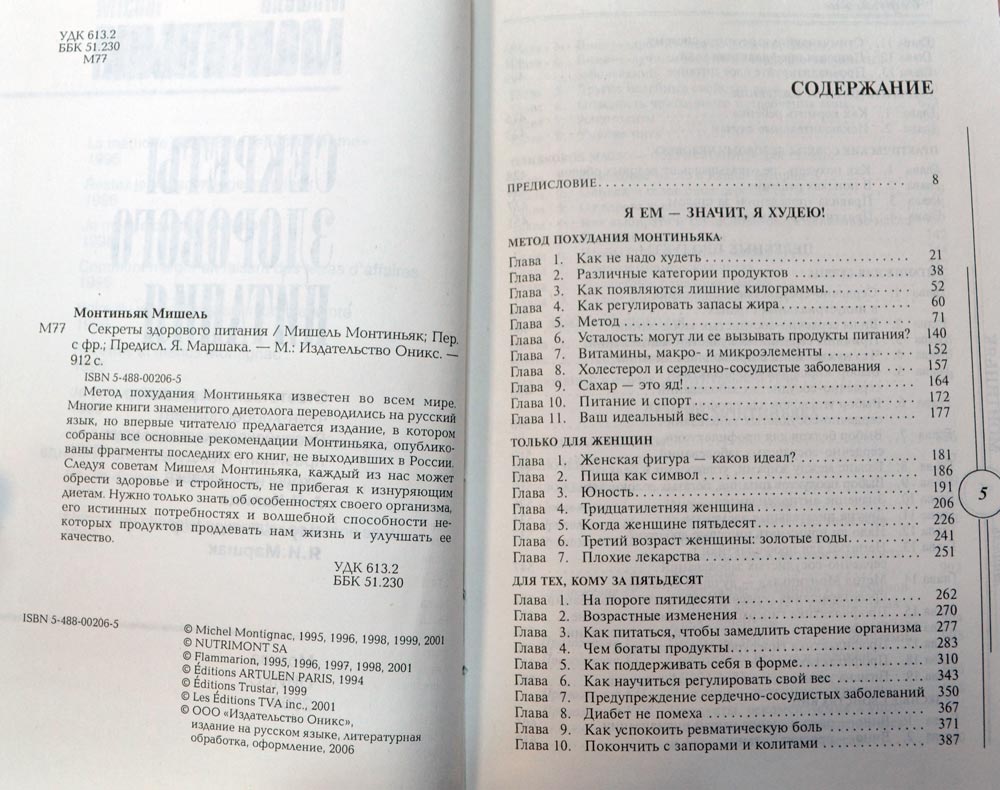 УДК 613.2
ББК 51.230
М77
Монтиньяк Мишель
М77 Секреты здорового питания / Мишель Монтиньяк; Пер.
с фр.; Предисл. Я. Маршака. — М.: Издательство Оникс. —
912 с.
ISBN 5-488-00206-5
Метод похудания Монтиньяка известен во всем мире.
Многие книги знаменитого диетолога переводились на русский
язык, но впервые читателю предлагается издание, в котором
собраны все основные рекомендации Монтиньяка, опублико-
ваны фрагменты последних его книг, не выходивших в России.
Следуя советам Мишеля Монтиньяка, каждый из нас может
обрести здоровье и стройность, не прибегая к изнуряющим
диетам. Нужно только знать об особенностях своего организма,
его истинных потребностях и волшебной способности не-
которых продуктов продлевать нам жизнь и улучшать ее
качество.
УДК 613.2
ББК 51.230
ISBN 5-488-00206-5
© Michel Montignac, 1995, 1996, 1998, 1999, 2001
© NUTRIMONT SA
© Flammarion, 1995, 1996, 1997, 1998, 2001
© Éditions ARTULEN PARIS, 1994
© Éditions Trustar, 1999
© Les Éditions TVA inc., 2001
© ООО «Издательство Оникс»,
издание на русском языке, литературная
обработка, оформление, 2006
СОДЕРЖАНИЕ
ПРЕДИСЛОВИЕ 8
Я ЕМ — ЗНАЧИТ, Я ХУДЕЮ!
МЕТОД ПОХУДАНИЯ МОНТИНЬЯКА
Глава 1. Как не надо худеть 21
Глава 2. Различные категории продуктов 38
Глава 3. Как появляются лишние килограммы. 52
Глава 4. Как регулировать запасы жира 60
Глава 5. Метод 71
Глава 6. Усталость: могут ли ее вызывать продукты питания? 140
Глава 7. Витамины, макро- и микроэлементы 152
Глава 8. Холестерол и сердечно-сосудистые заболевания 157
Глава 9. Сахар — это яд! 164
Глава 10. Питание и спорт 172
Глава 11. Ваш идеальный вес 177
ТОЛЬКО ДЛЯ ЖЕНЩИН
Глава 1. Женская фигура — каков идеал? 181
Глава 2. Пища как символ 186
Глава 3. Юность 191
Глава 4. Тридцатилетняя женщина 206
Глава 5. Когда женщине пятьдесят 226
Глава 6. Третий возраст женщины: золотые годы 241
Глава 7. Плохие лекарства 251
ДЛЯ ТЕХ, КОМУ ЗА ПЯТЬДЕСЯТ
Глава 1. На пороге пятидесяти 262
Глава 2. Возрастные изменения 270
Глава 3. Как питаться, чтобы замедлить старение организма 277
Глава 4. Чем богаты продукты 283
Глава 5. Как поддерживать себя в форме 310
Глава 6. Как научиться регулировать свой вес 343
Глава 7. Предупреждение сердечно-сосудистых заболеваний 350
Глава 8. Диабет не помеха 367
Глава 9. Как успокоить ревматическую боль 371
Глава 10. Покончить с запорами и колитами 387
5